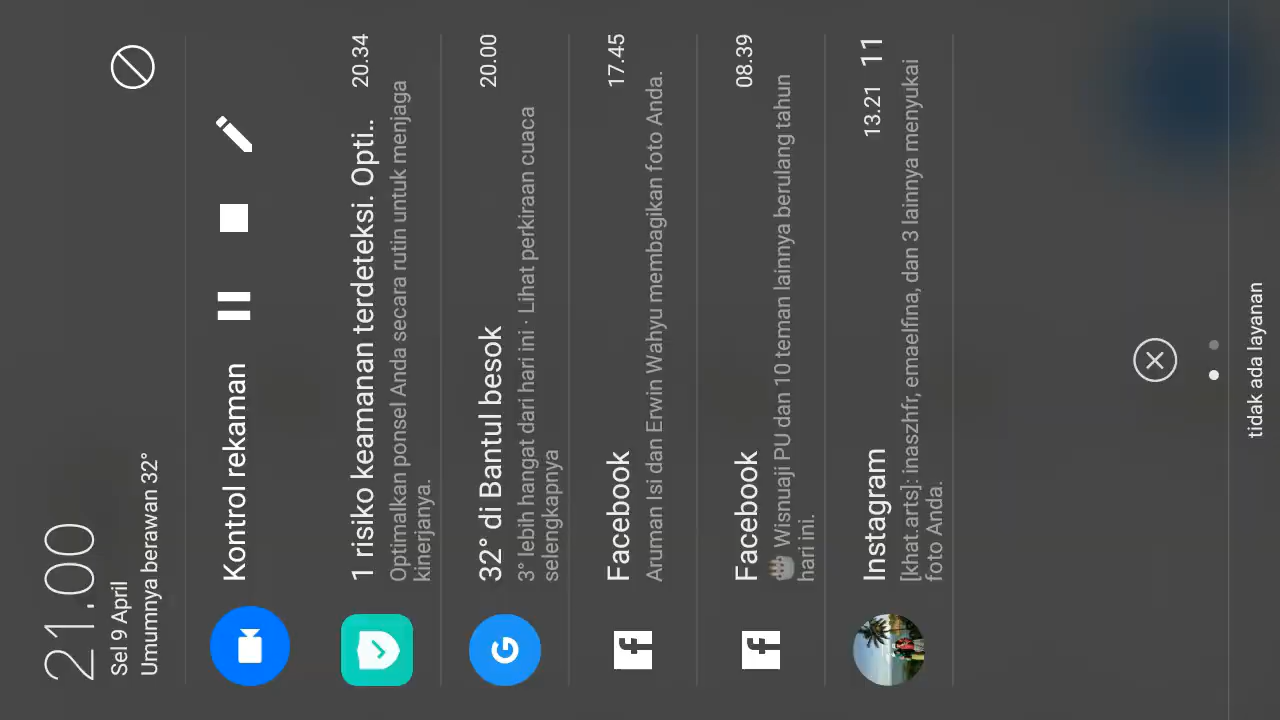 21.00
Sel 9 April
Umumnya berawan 32°
Kontrol rekaman
1 risiko keamanan terdeteksi. Opti.. 20.34
Optimalkan ponsel Anda secara rutin untuk menjaga
kinerjanya.
32° di Bantul besok 20.00
3° lebih hangat dari hari ini · Lihat perkiraan cuaca
selengkapnya
Facebook 17.45
Aruman Isi dan Erwin Wahyu membagikan foto Anda.
Facebook 08.39
🎂 Wisnuaji PU dan 10 teman lainnya berulang tahun
hari ini.
Instagram 13.21 11
[khat.arts]: inaszhfr, emaelfina, dan 3 lainnya menyukai
foto Anda.
tidak ada layanan